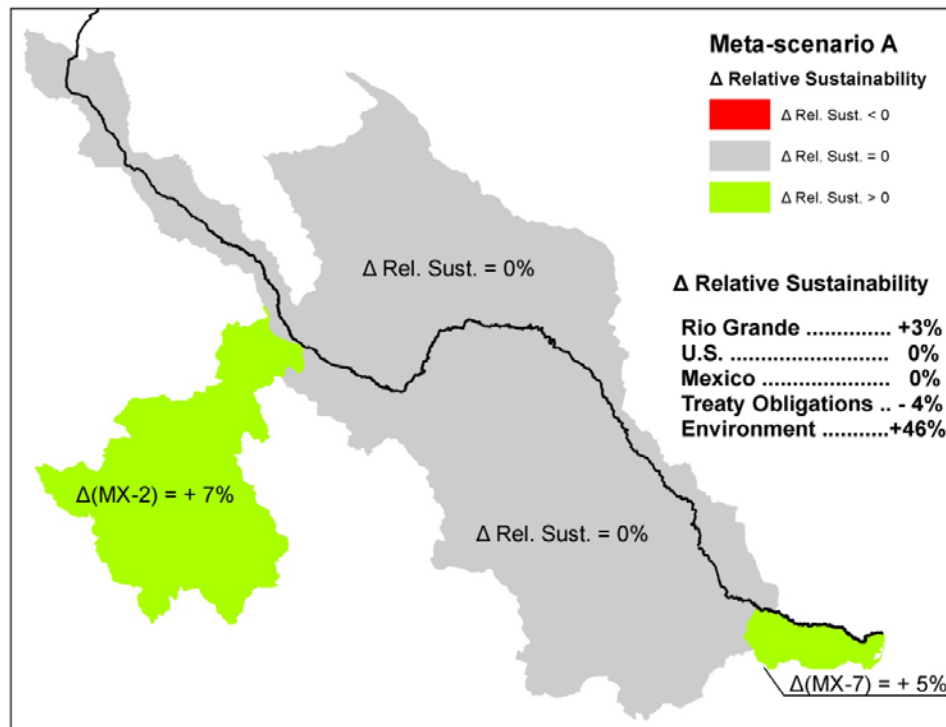 Meta-scenario A
Δ Relative Sustainability
Δ Rel. Sust. < 0
Δ Rel. Sust. = 0
Δ Rel. Sust. > 0
Δ Rel. Sust. = 0%
Δ Relative Sustainability
Rio Grande .............. +3%
U.S. .......................... 0%
Mexico ..................... 0%
Treaty Obligations .. - 4%
Environment ...........+46%
Δ(MX-2) = + 7%
Δ Rel. Sust. = 0%
Δ(MX-7) = + 5%